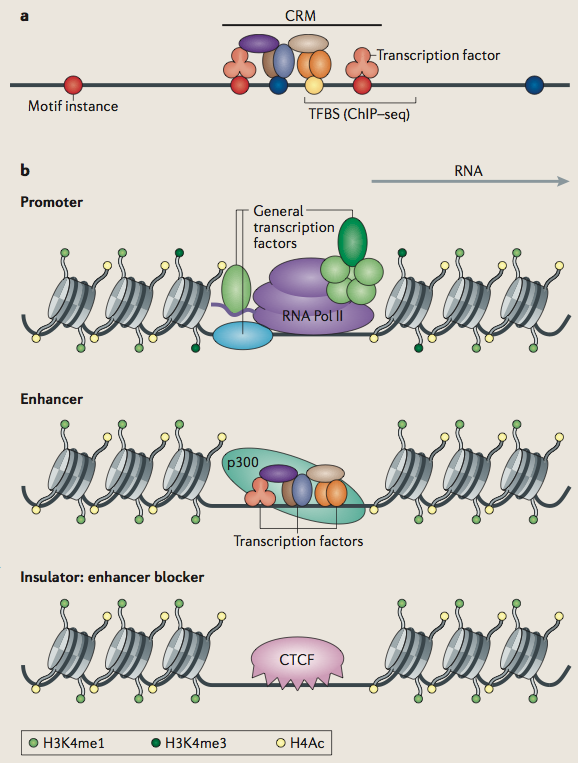 a
CRM
Transcription factor
Motif instance
TFBS (ChIP–seq)
b
RNA
Promoter
General
transcription
factors
RNA Pol II
Enhancer
p300
Transcription factors
Insulator: enhancer blocker
CTCF
H3K4me1 H3K4me3 H4Ac